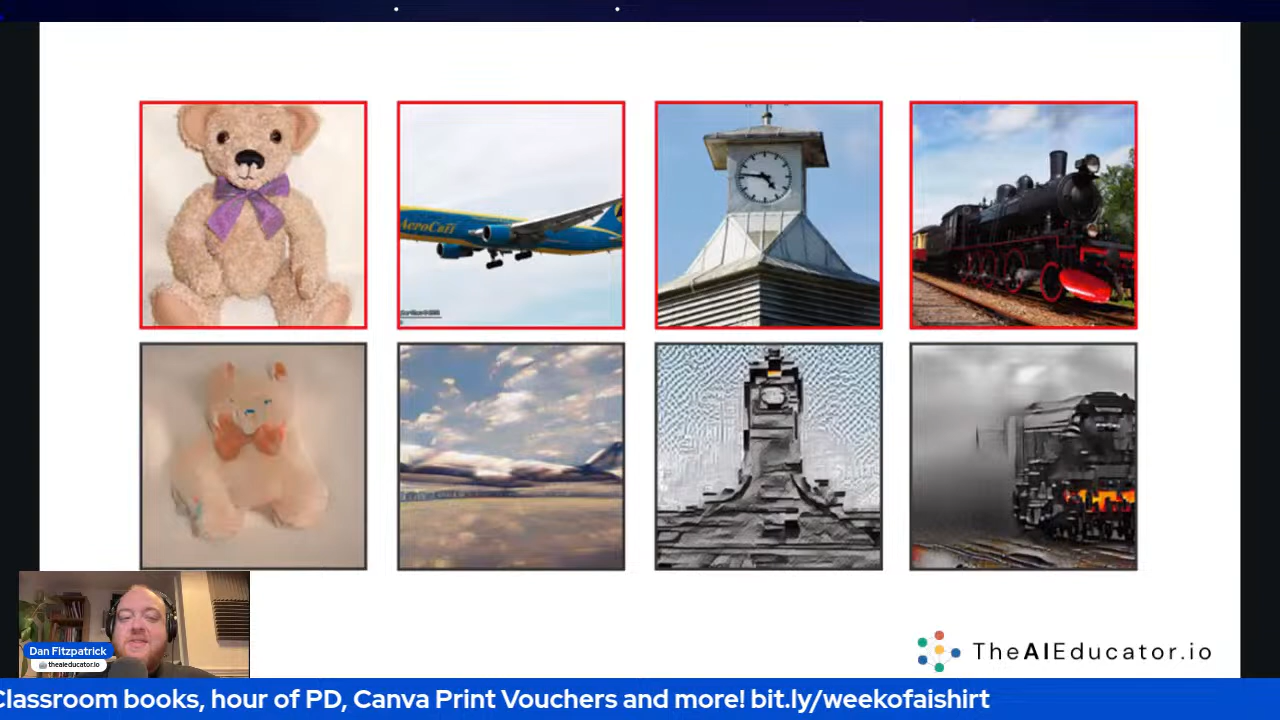 АероСвіт
Dan Fitzpatrick
theaieducator.io
TheAIEducator.io
Classroom books, hour of PD, Canva Print Vouchers and more! bit.ly/weekofaishirt